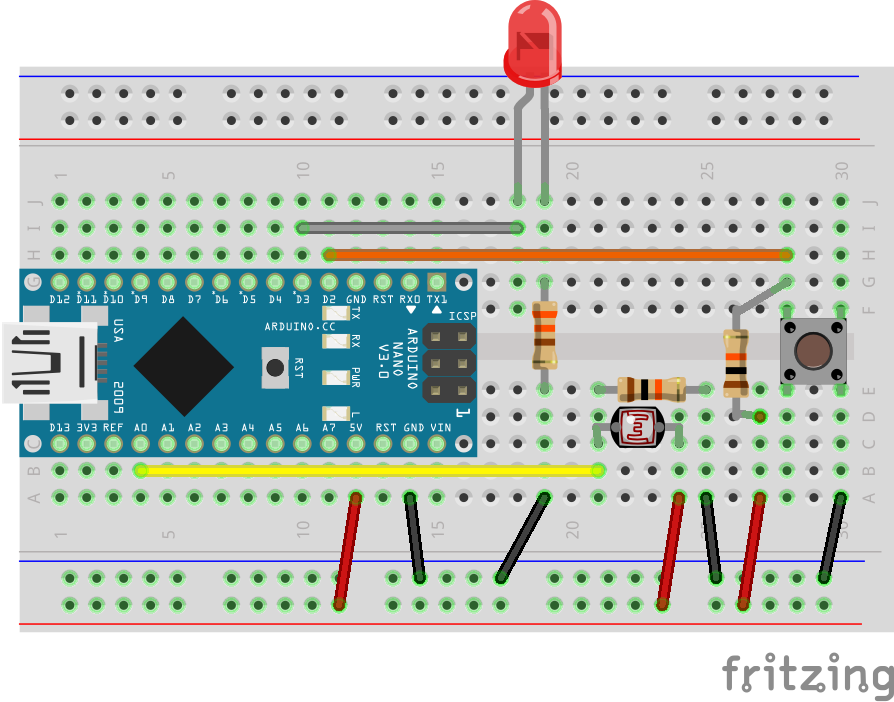 1 5 10 15 20 25 30
J J
I I
H H
G G
D12 D11 D10 D9 D8 D7 D6 D5 D4 D3 D2 GND RST RX0 TX1
F F
TX
ICSP
ARDUINO.CC
USA
RX
RST
ARDUINO
NANO
V3.0
PWR
2009
L
1
E
D
D13 3V3 REF A0 A1 A2 A3 A4 A5 A6 A7 5V RST GND VIN
C C
B B
A A
1 5 15 20 25 30
fritzing